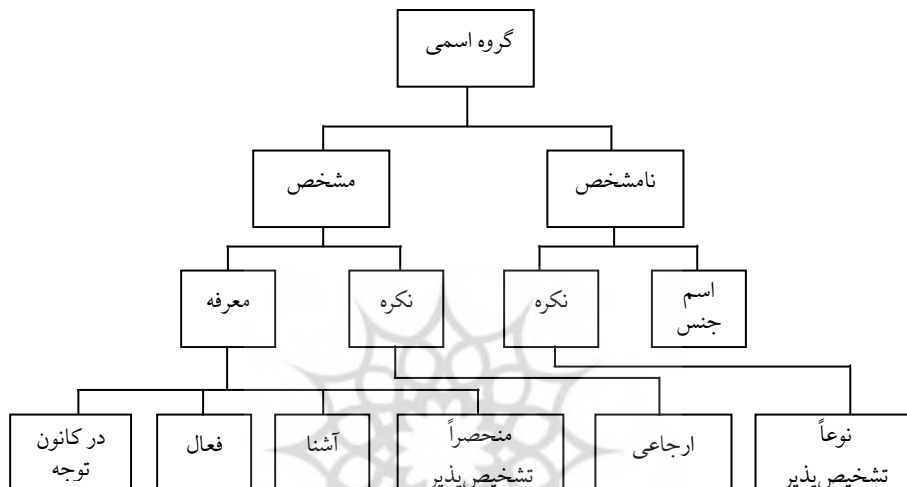 گروه اسمی
نامشخص
مشخص
اسم
جنس
نکره
نکره
معرفه
نوعاً
تشخیص‌پذیر
ارجاعی
منحصراً
تشخیص‌پذیر
آشنا
فعال
در کانون
توجه